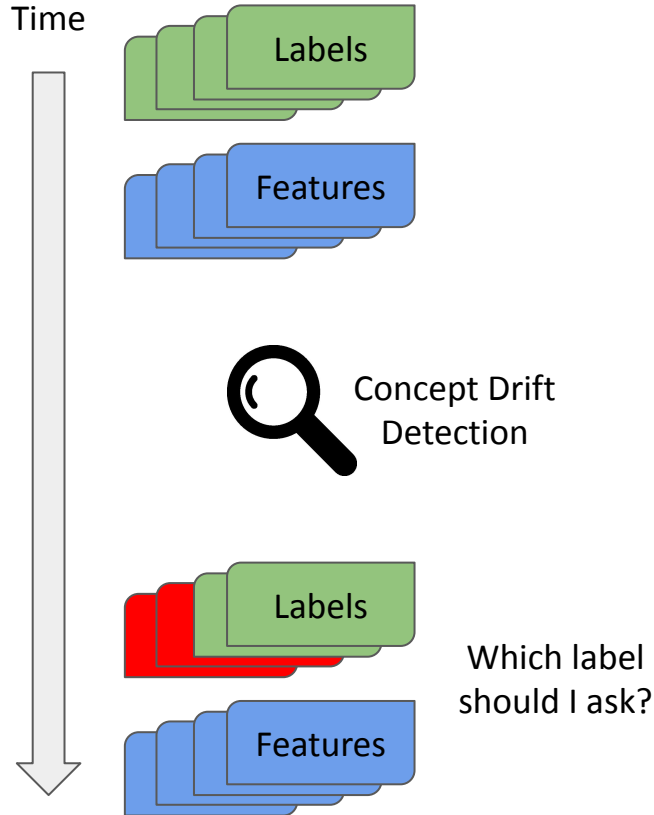 Time
Labels
Features
Concept Drift
Detection
Labels
Which label
should I ask?
Features